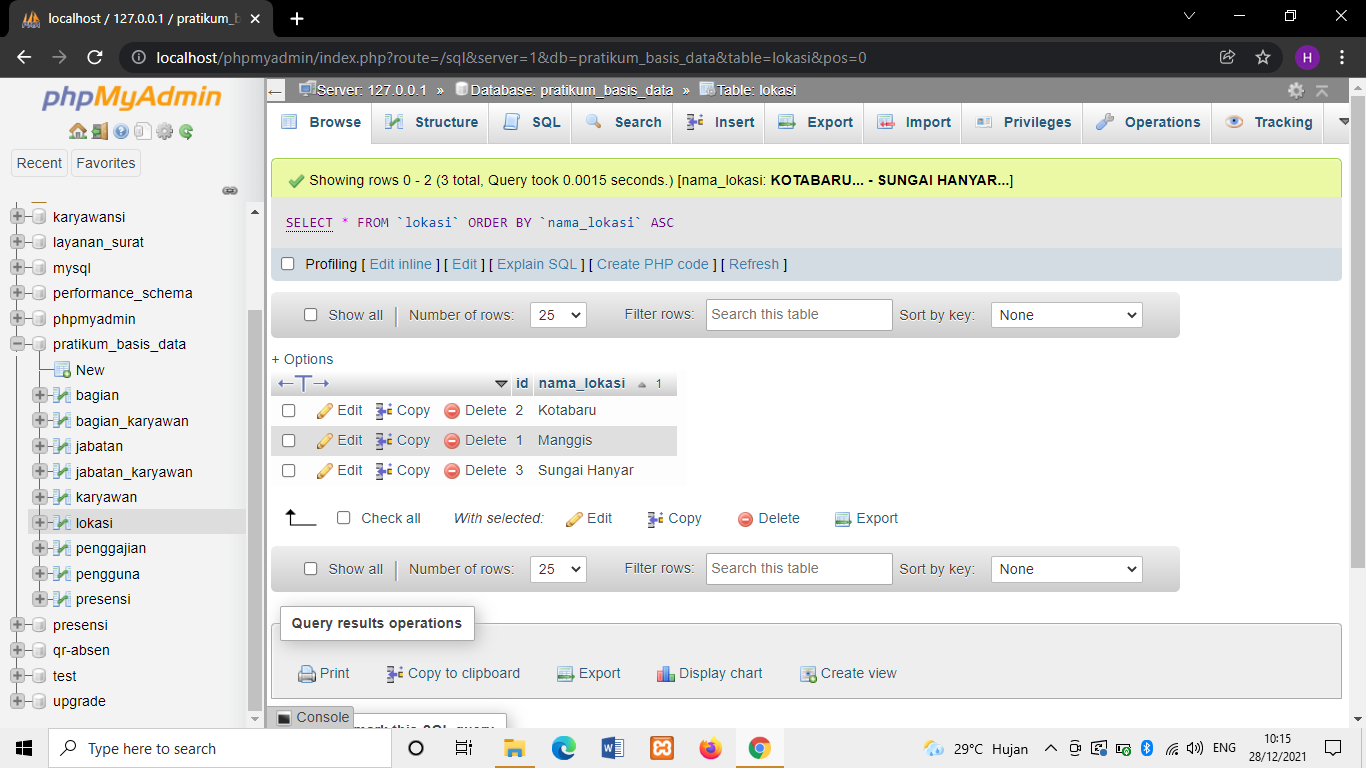 localhost / 127.0.0.1 / pratikum_b
localhost/phpmyadmin/index.php?route=/sql&server=1&db=pratikum_basis_data&table=lokasi&pos=0
H
phpMyAdmin
Recent Favorites
karyawansi
layanan_surat
mysql
performance_schema
phpmyadmin
pratikum_basis_data
New
bagian
bagian_karyawan
jabatan
jabatan_karyawan
karyawan
lokasi
penggajian
pengguna
presensi
presensi
qr-absen
test
upgrade
Server: 127.0.0.1 » Database: pratikum_basis_data » Table: lokasi
Browse Structure SQL Search Insert Export Import Privileges Operations Tracking
Showing rows 0 - 2 (3 total, Query took 0.0015 seconds.) [nama_lokasi: KOTABARU... - SUNGAI HANYAR...]
SELECT * FROM `lokasi` ORDER BY `nama_lokasi` ASC
Profiling [ Edit inline ] [ Edit ] [ Explain SQL ] [ Create PHP code ] [ Refresh ]
Show all | Number of rows: 25 Filter rows: Search this table Sort by key: None
+ Options
←T→ id nama_lokasi 1
Edit Copy Delete 2 Kotabaru
Edit Copy Delete 1 Manggis
Edit Copy Delete 3 Sungai Hanyar
Check all With selected: Edit Copy Delete Export
Show all | Number of rows: 25 Filter rows: Search this table Sort by key: None
Query results operations
Print Copy to clipboard Export Display chart Create view
Console
Type here to search
29°C Hujan
ENG
10:15
28/12/2021